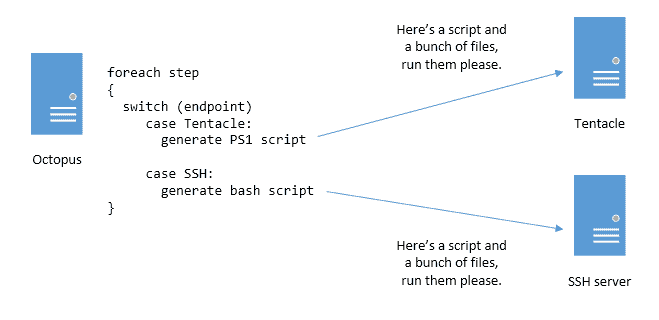 Octopus
foreach step
{
switch (endpoint)
case Tentacle:
generate PS1 script
case SSH:
generate bash script
}
Here’s a script and
a bunch of files,
run them please.
Tentacle
Here’s a script and
a bunch of files,
run them please.
SSH server